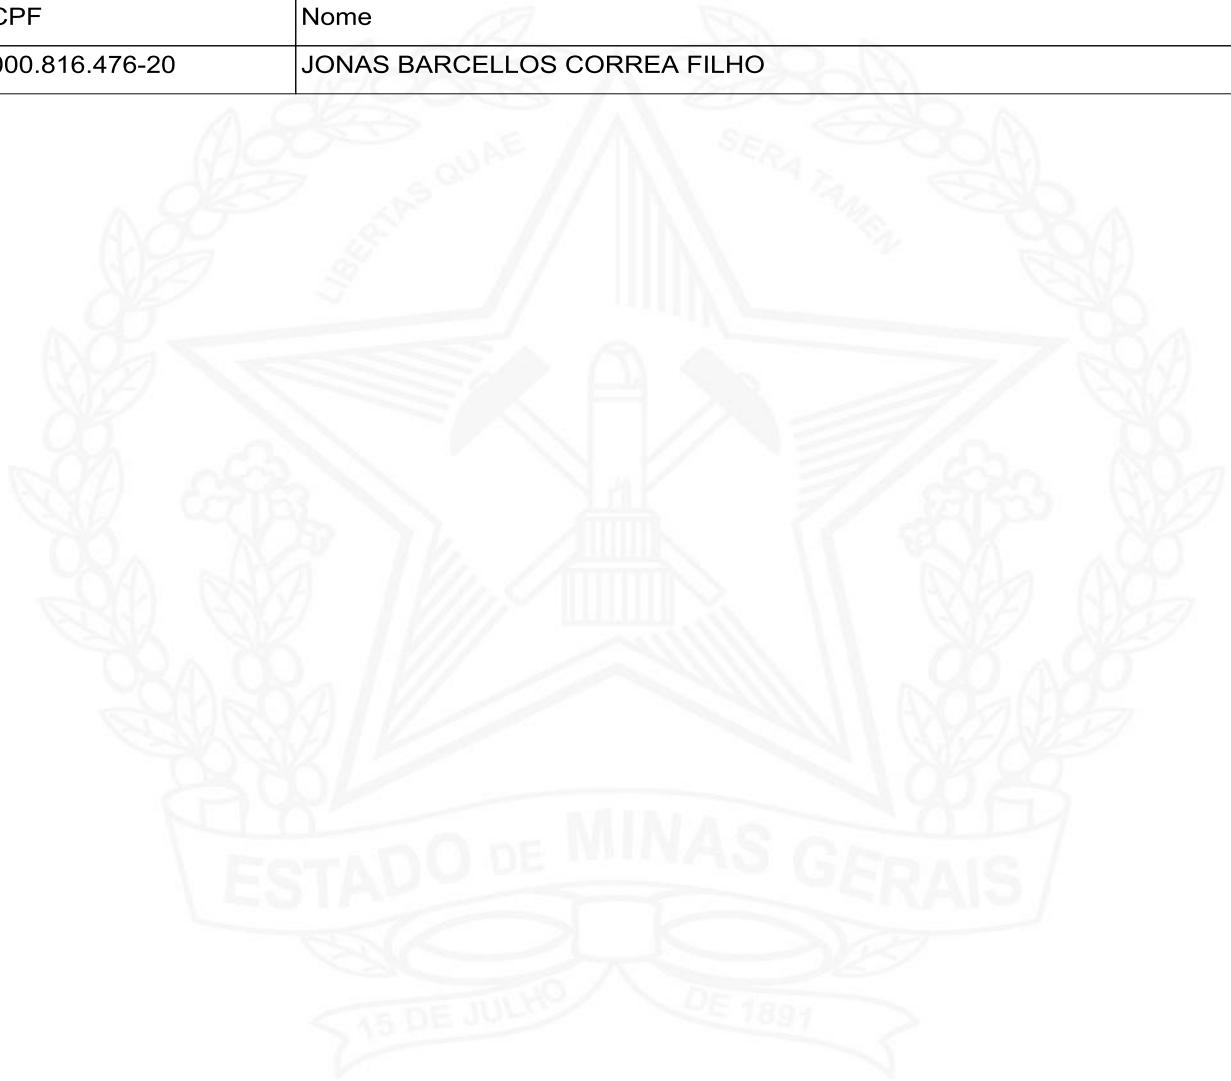 CPF Nome
000.816.476-20 JONAS BARCELLOS CORREA FILHO
LIBERTAS QUAE SERA TAMEN
ESTADO DE MINAS GERAIS
15 DE JULHO DE 1891